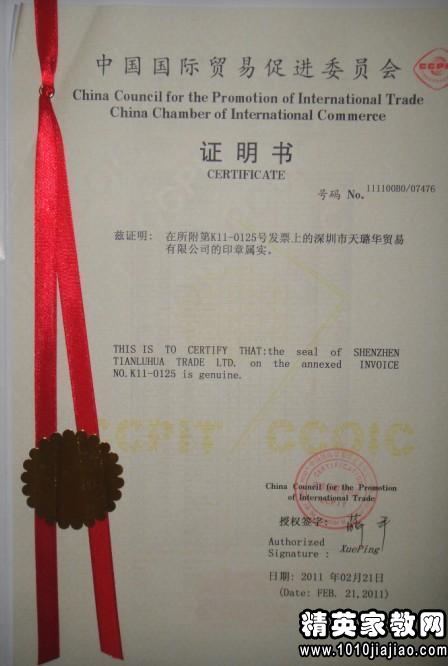 中国国际贸易促进委员会
CCPIT
China Council for the Promotion of International Trade
China Chamber of International Commerce
证明书
CERTIFICATE
号码 No. 111100B0/07476
兹证明: 在所附第K11-0125号发票上的深圳市天璐华贸易
有限公司的印章属实。
THIS IS TO CERTIFY THAT:the seal of SHENZHEN
TIANLUHUA TRADE LTD. on the annexed INVOICE
NO.K11-0125 is genuine.
CCPIT CCOIC
China Council for the Promotion
of International Trade
授权签字:
Authorized
Signature : XuePing
日期: 2011 年02月21日
(Date: FEB. 21,2011)
精英家教网
www.1010jiajiao.com